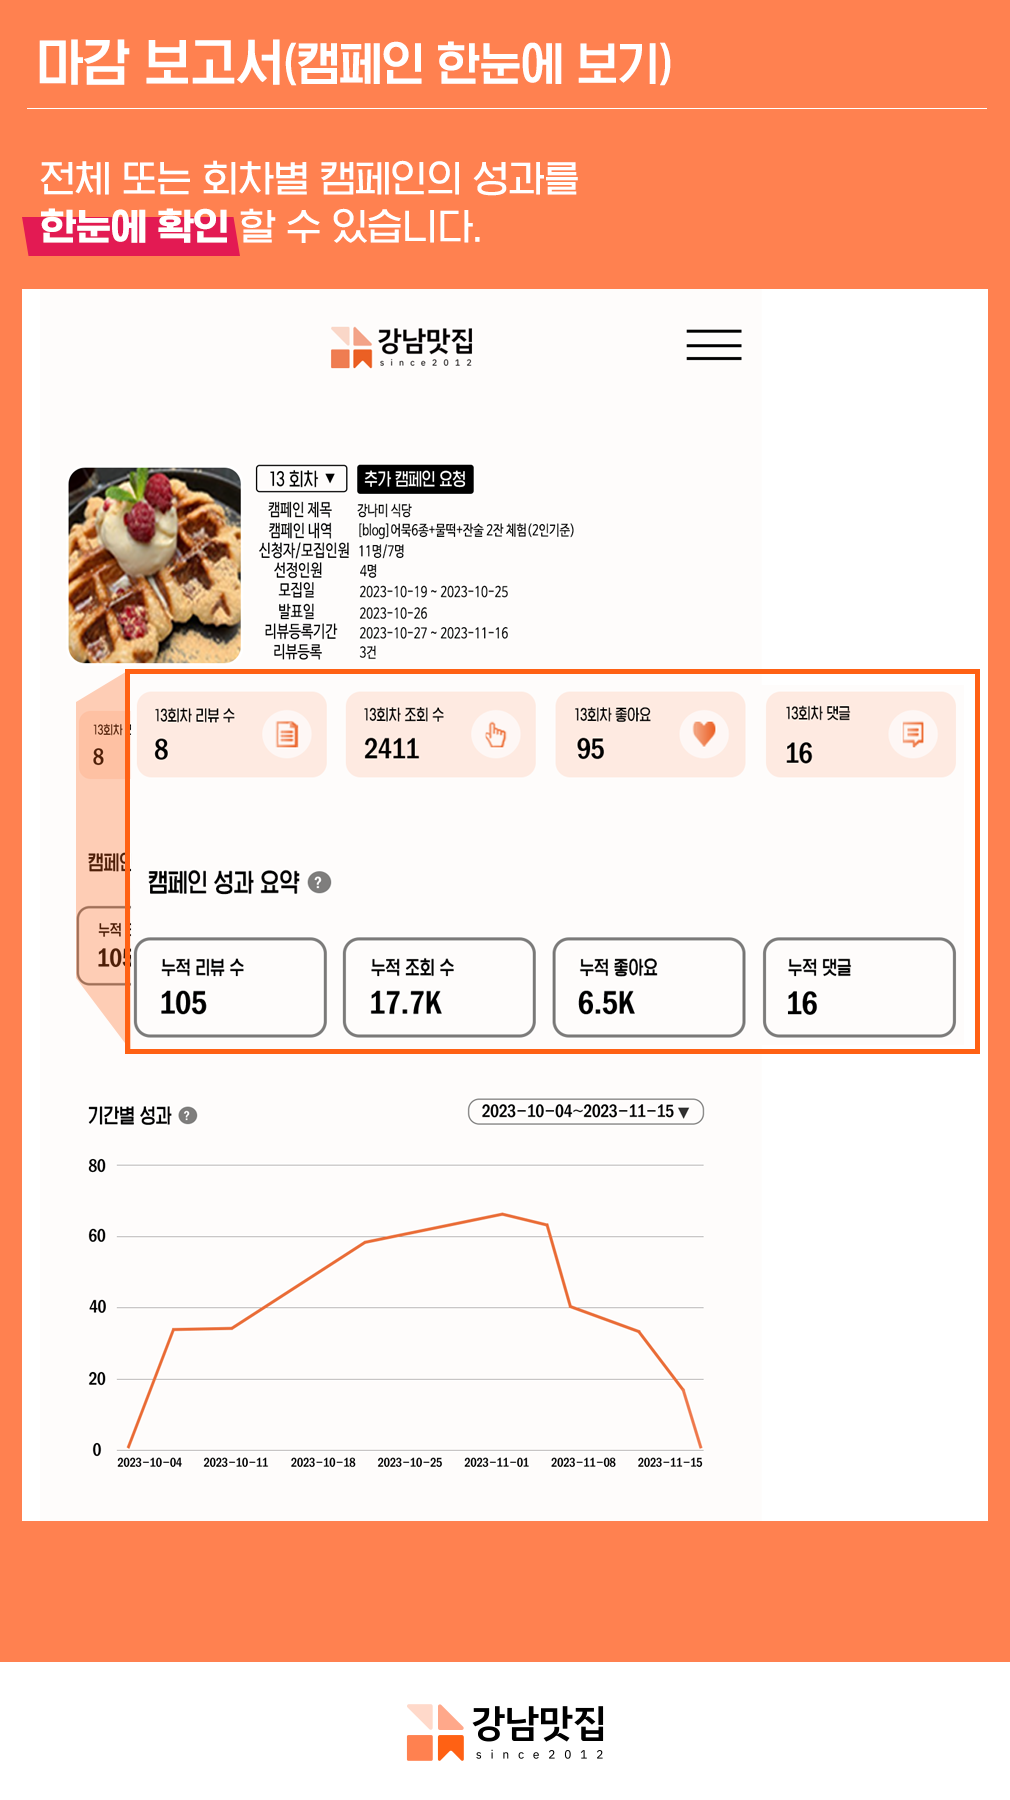 마감 보고서(캠페인 한눈에 보기)
전체 또는 회차별 캠페인의 성과를
한눈에 확인 할 수 있습니다.
강남맛집
since2012
13 회차 ▼ 추가 캠페인 요청
캠페인 제목 강나미 식당
캠페인 내역 [blog]어묵6종+물떡+잔술 2잔 체험(2인기준)
신청자/모집인원 11명/7명
선정인원 4명
모집일 2023-10-19 ~ 2023-10-25
발표일 2023-10-26
리뷰등록기간 2023-10-27 ~ 2023-11-16
리뷰등록 3건
13회차
8
캠페인
누적
105
13회차 리뷰 수 13회차 조회 수 13회차 좋아요 13회차 댓글
8 2411 95 16
캠페인 성과 요약 ?
누적 리뷰 수 누적 조회 수 누적 좋아요 누적 댓글
105 17.7K 6.5K 16
기간별 성과 ? 2023-10-04~2023-11-15 ▼
80
60
40
20
0
2023-10-04 2023-10-11 2023-10-18 2023-10-25 2023-11-01 2023-11-08 2023-11-15
강남맛집
since2012